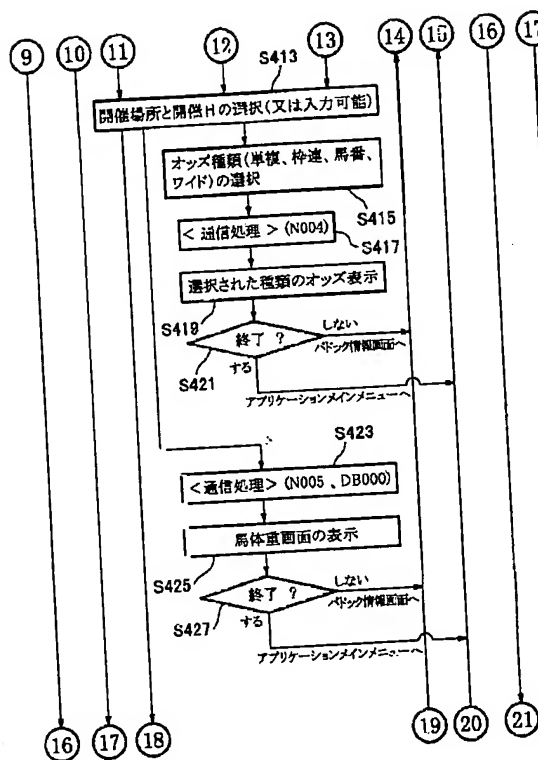 ⑨ ⑩ ⑪ ⑫ ⑬ ⑭ ⑮ ⑯ ⑰
S413
開催場所と開催Hの選択(又は入力可能)
オッズ種類(単複、枠連、馬番、
ワイド)の選択
S415
<通信処理>(N004)
S417
選択された種類のオッズ表示
S419
終了 ?
しない
パドック情報画面へ
S421
する
アプリケーションメインメニューへ
S423
<通信処理>(N005 、DB000)
馬体重画面の表示
S425
終了 ?
しない
パドック情報画面へ
S427
する
アプリケーションメインメニューへ
⑯ ⑰ ⑱ ⑲ ⑳ ㉑